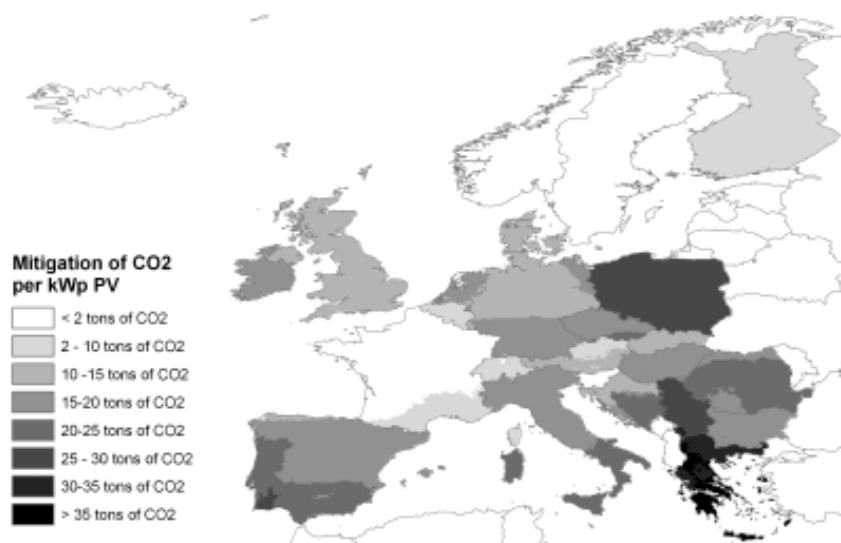 Mitigation of CO2
per kWp PV
< 2 tons of CO2
2 - 10 tons of CO2
10 -15 tons of CO2
15-20 tons of CO2
20-25 tons of CO2
25 - 30 tons of CO2
30-35 tons of CO2
> 35 tons of CO2